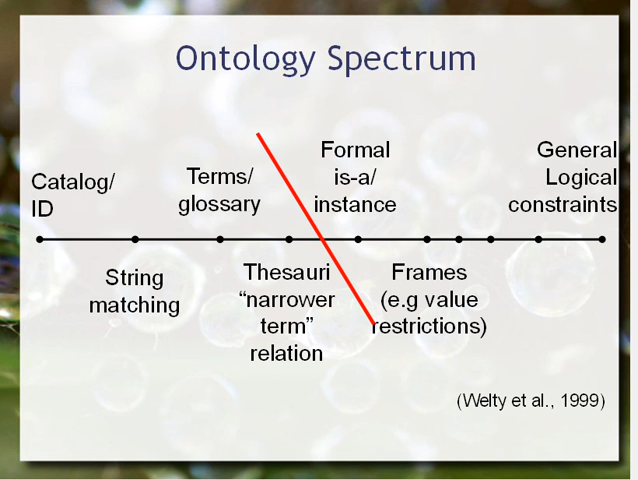 Ontology Spectrum
Catalog/
ID
Terms/
glossary
Formal
is-a/
instance
General
Logical
constraints
String
matching
Thesauri
“narrower
term”
relation
Frames
(e.g value
restrictions)
(Welty et al., 1999)